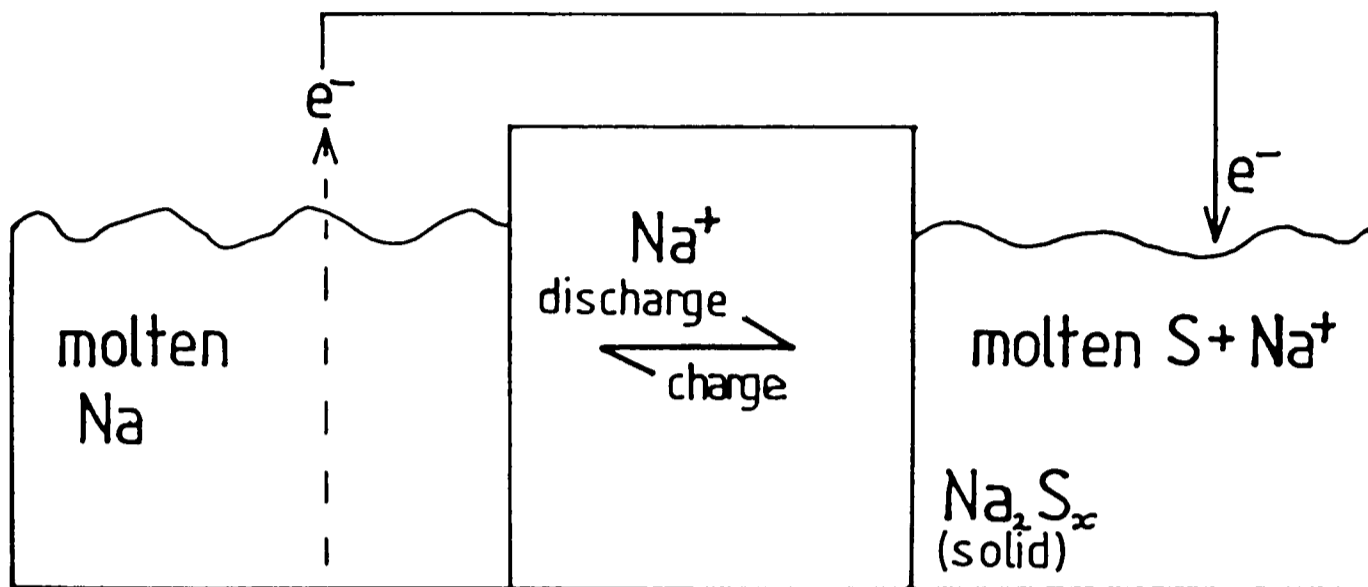 e⁻
e⁻
Na⁺
discharge
charge
molten
Na
molten S + Na⁺
Na₂Sₓ
(solid)